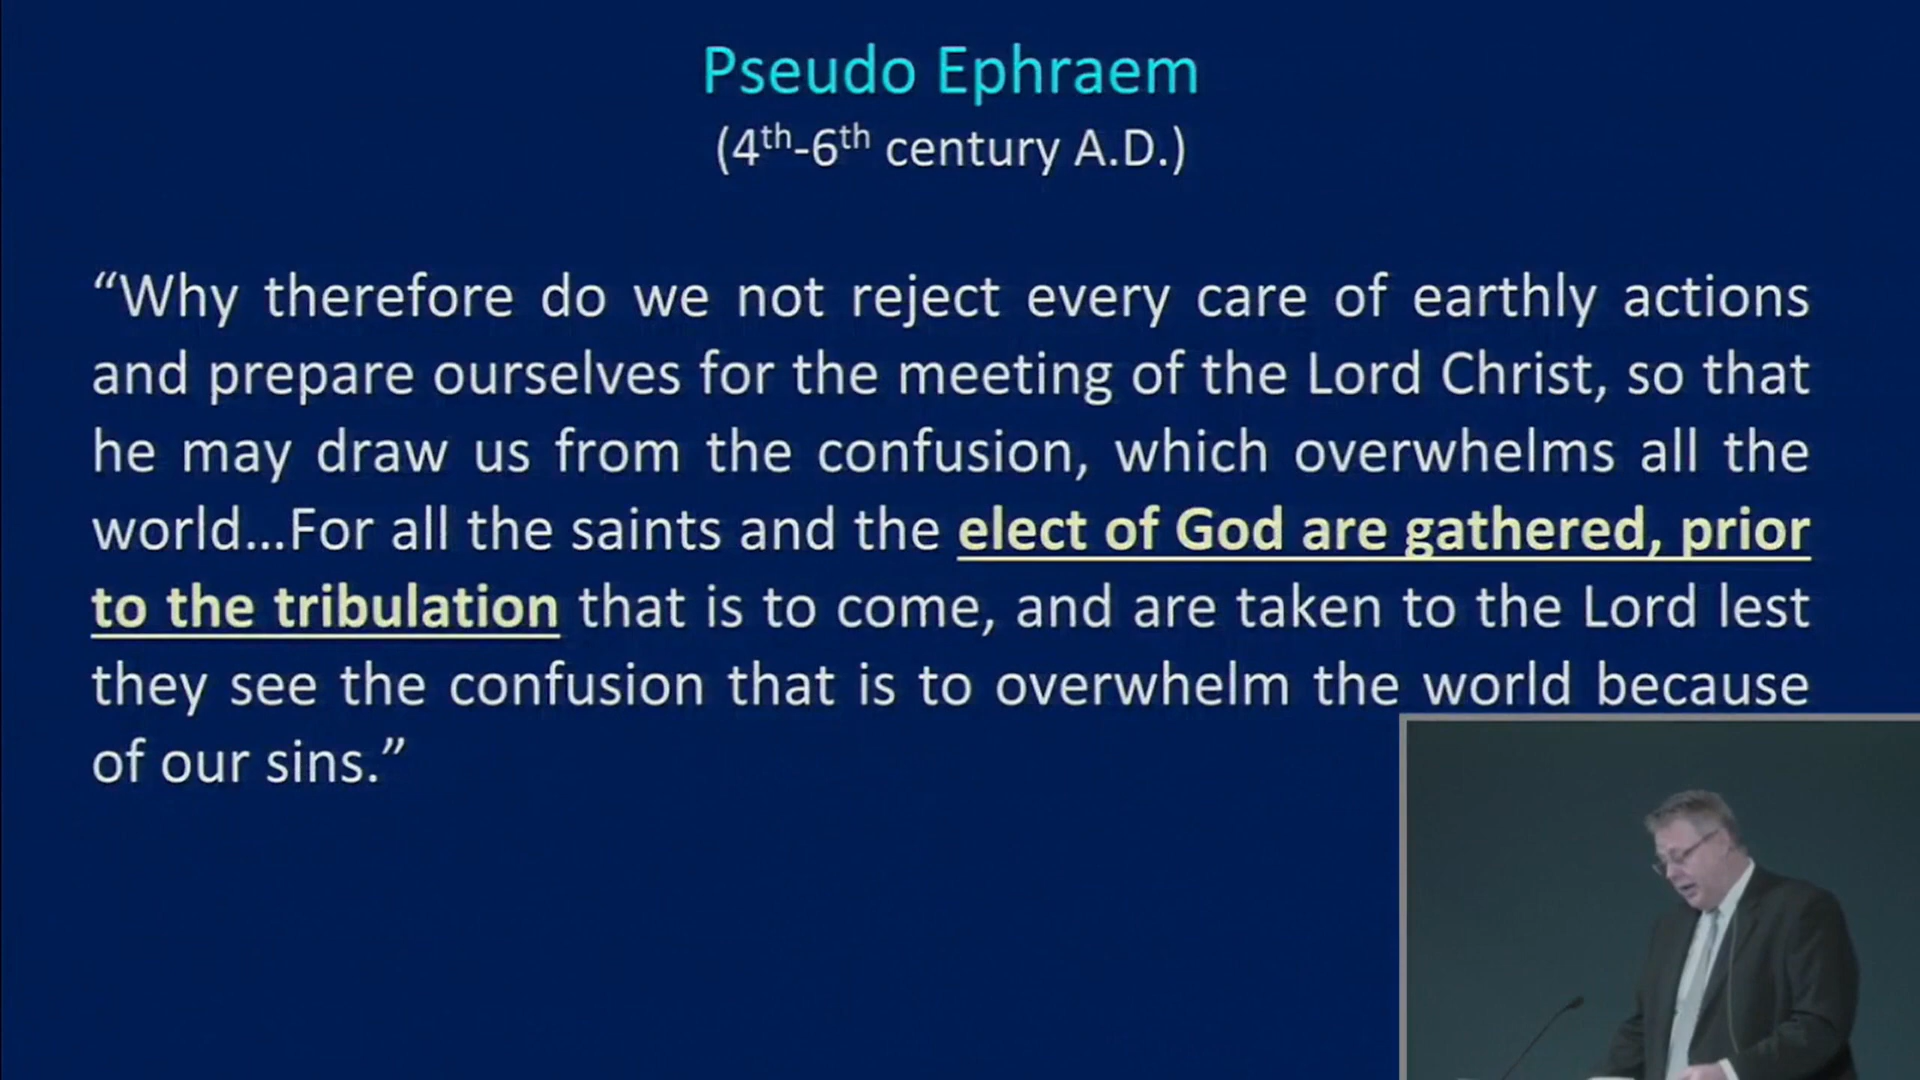 Pseudo Ephraem
(4th-6th century A.D.)
“Why therefore do we not reject every care of earthly actions
and prepare ourselves for the meeting of the Lord Christ, so that
he may draw us from the confusion, which overwhelms all the
world...For all the saints and the elect of God are gathered, prior
to the tribulation that is to come, and are taken to the Lord lest
they see the confusion that is to overwhelm the world because
of our sins.”